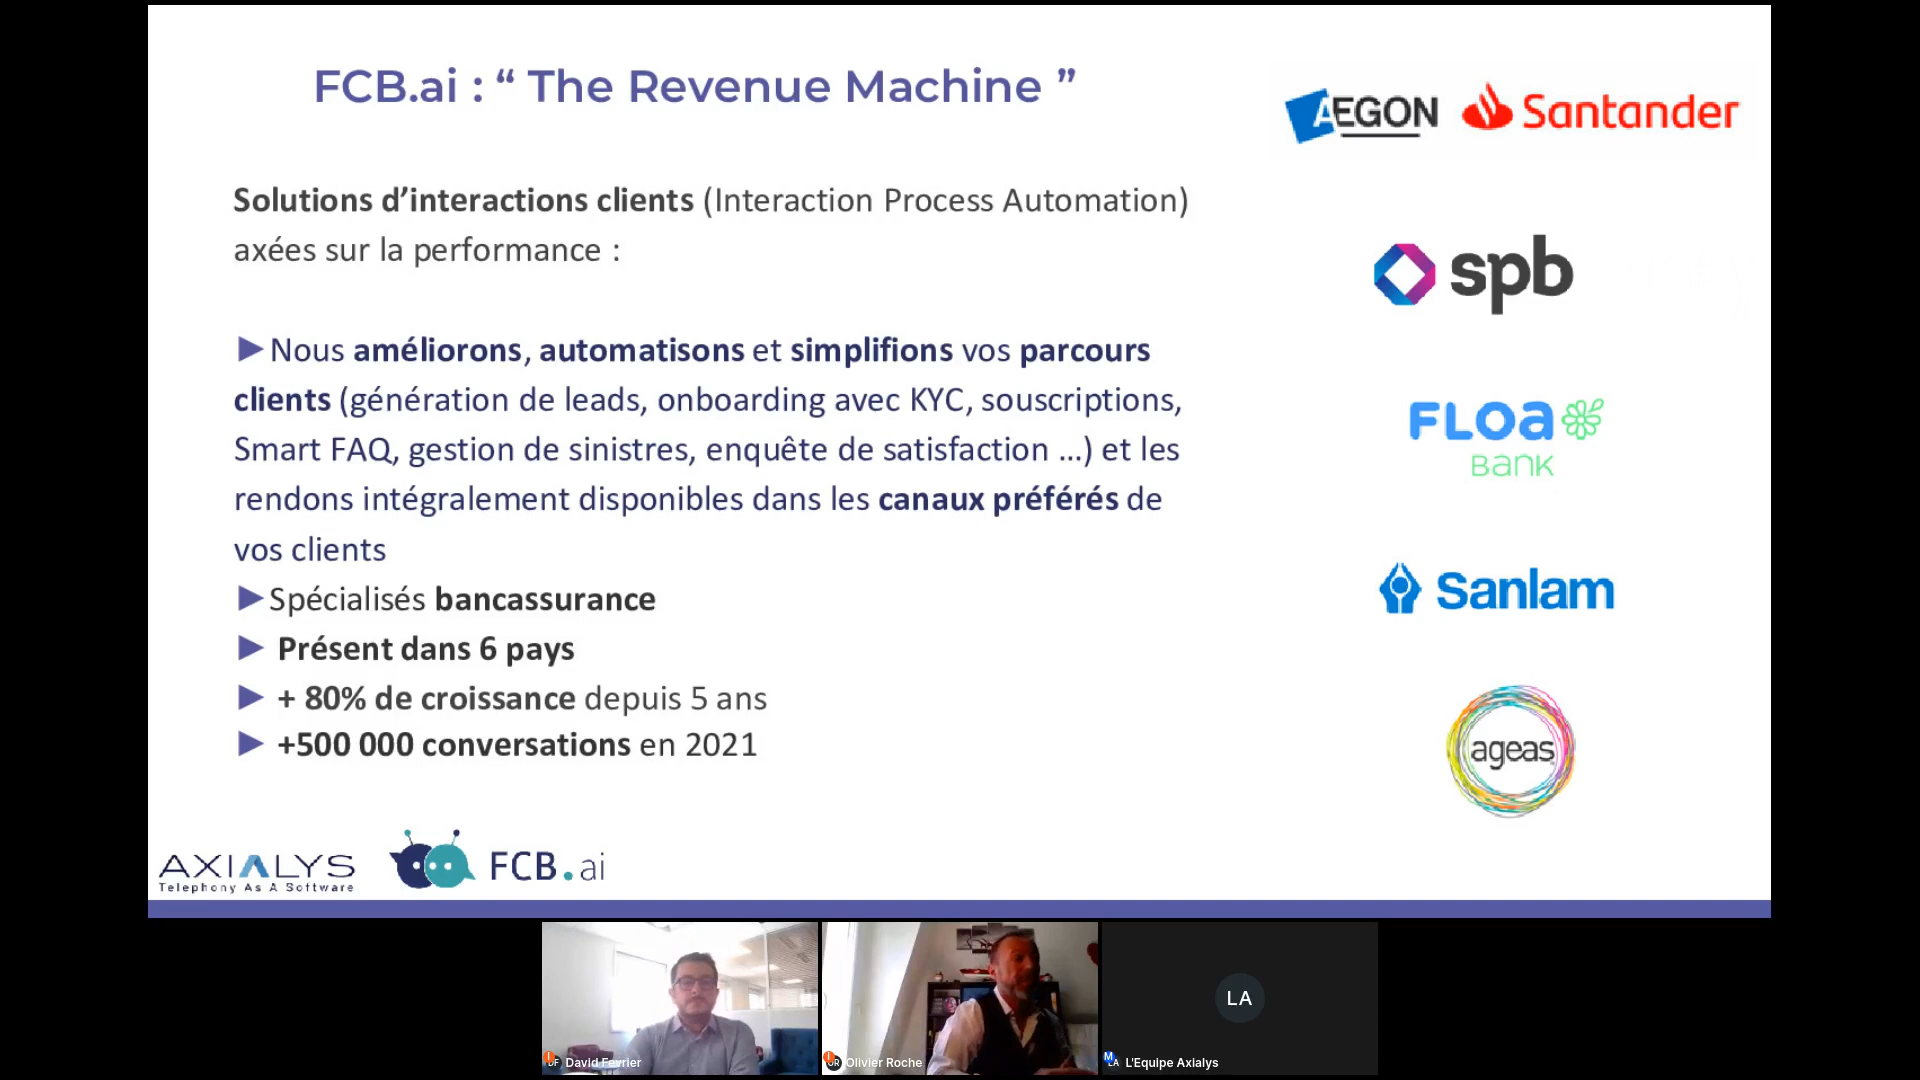 FCB.ai : “ The Revenue Machine ”
AEGON
Santander
Solutions d’interactions clients (Interaction Process Automation)
axées sur la performance :
spb
►Nous améliorons, automatisons et simplifions vos parcours
clients (génération de leads, onboarding avec KYC, souscriptions,
Smart FAQ, gestion de sinistres, enquête de satisfaction ...) et les
rendons intégralement disponibles dans les canaux préférés de
vos clients
FLOa
BANK
►Spécialisés bancassurance
► Présent dans 6 pays
► + 80% de croissance depuis 5 ans
► +500 000 conversations en 2021
Sanlam
ageas
AXIALYS
Telephony As A Software
FCB.ai
LA
David Favrier
Olivier Roche
M
LA
L'Equipe Axialys